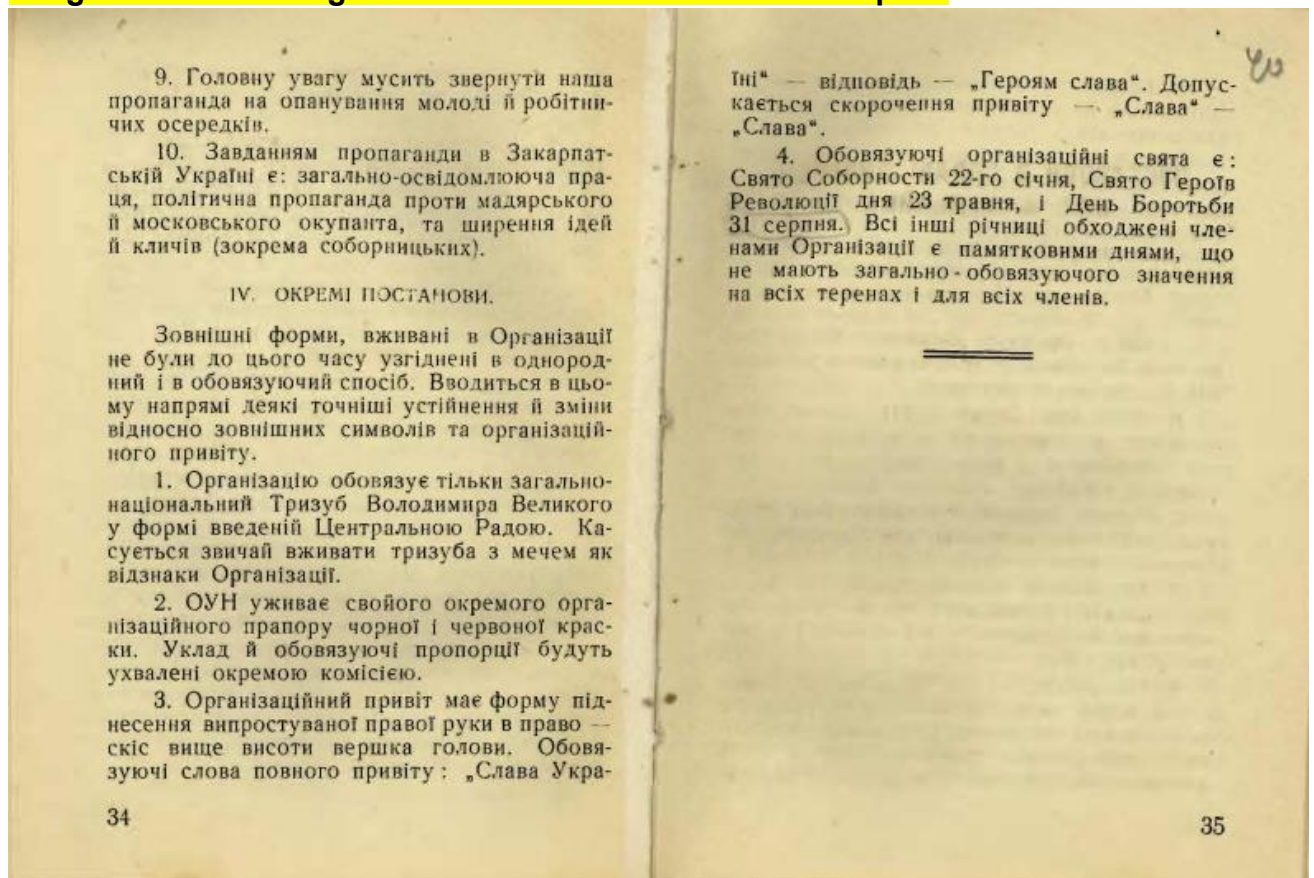 9. Головну увагу мусить звернути наша
пропаганда на опанування молоді й робітни-
чих осередків.
10. Завданням пропаганди в Закарпат-
ській Україні є: загально-освідомлююча пра-
ця, політична пропаганда проти мадярського
й московського окупанта, та ширення ідей
й кличів (зокрема соборницьких).
IV. ОКРЕМІ ПОСТАНОВИ.
Зовнішні форми, вживані в Організації
не були до цього часу узгіднені в однород-
ний і в обовязуючий спосіб. Вводиться в цьо-
му напрямі деякі точніші устійнення й зміни
відносно зовнішних символів та організацій-
ного привіту.
1. Організацію обовязує тільки загально-
національний Тризуб Володимира Великого
у формі введеній Центральною Радою. Ка-
сується звичай вживати тризуба з мечем як
відзнаки Організації.
2. ОУН уживає свойого окремого орга-
нізаційного прапору чорної і червоної крас-
ки. Уклад й обовязуючі пропорції будуть
ухвалені окремою комісією.
3. Організаційний привіт має форму під-
несення випростуваної правої руки в право —
скіс вище висоти вершка голови. Обовя-
зуючі слова повного привіту : „Слава Укра-
34
їні“ — відповідь — „Героям слава“. Допус-
кається скорочення привіту — „Слава“ —
„Слава“.
4. Обовязуючі організаційні свята є :
Свято Соборности 22-го січня, Свято Героїв
Революції дня 23 травня, і День Боротьби
31 серпня. Всі інші річниці обходжені чле-
нами Організації є памятковими днями, що
не мають загально - обовязуючого значення
на всіх теренах і для всіх членів.
35